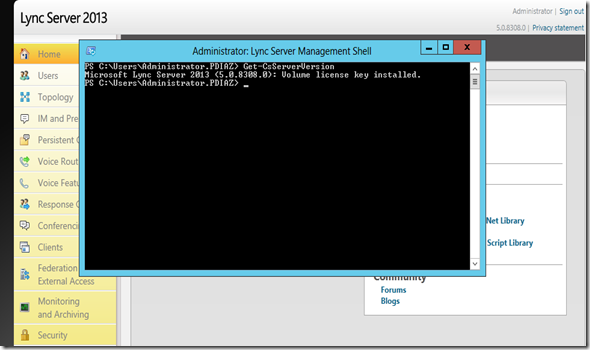 Lync Server 2013
Administrator | Sign out
5.0.8308.0 | Privacy statement
Administrator: Lync Server Management Shell
PS C:\Users\Administrator.PDIAZ> Get-CsServerVersion
Microsoft Lync Server 2013 (5.0.8308.0): Volume license key installed.
PS C:\Users\Administrator.PDIAZ> _
Home
Users
Topology
IM and Pre
Persistent
Voice Rout
Voice Featu
Response
Conferenci
Clients
Federation
External Access
Monitoring
and Archiving
Security
Net Library
Script Library
Community
Forums
Blogs